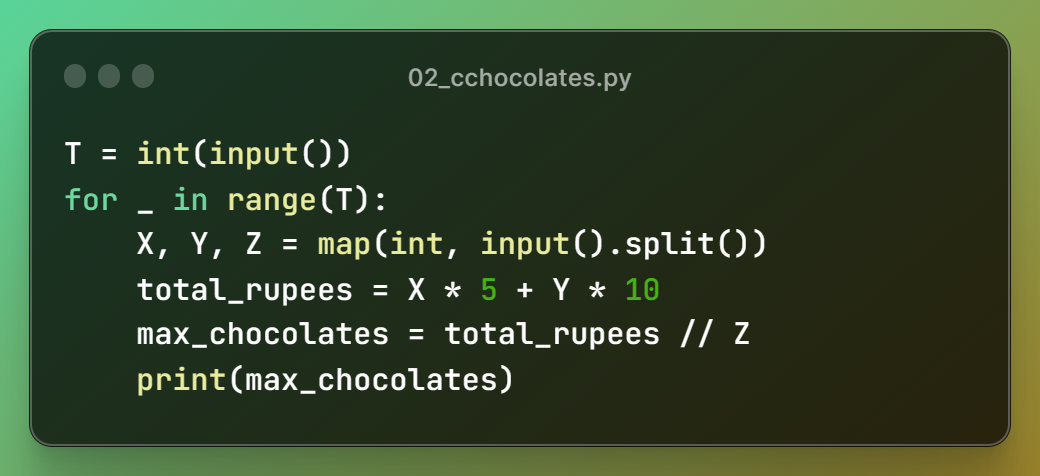 02_cchocolates.py
T = int(input())
for _ in range(T):
    X, Y, Z = map(int, input().split())
    total_rupees = X * 5 + Y * 10
    max_chocolates = total_rupees // Z
    print(max_chocolates)